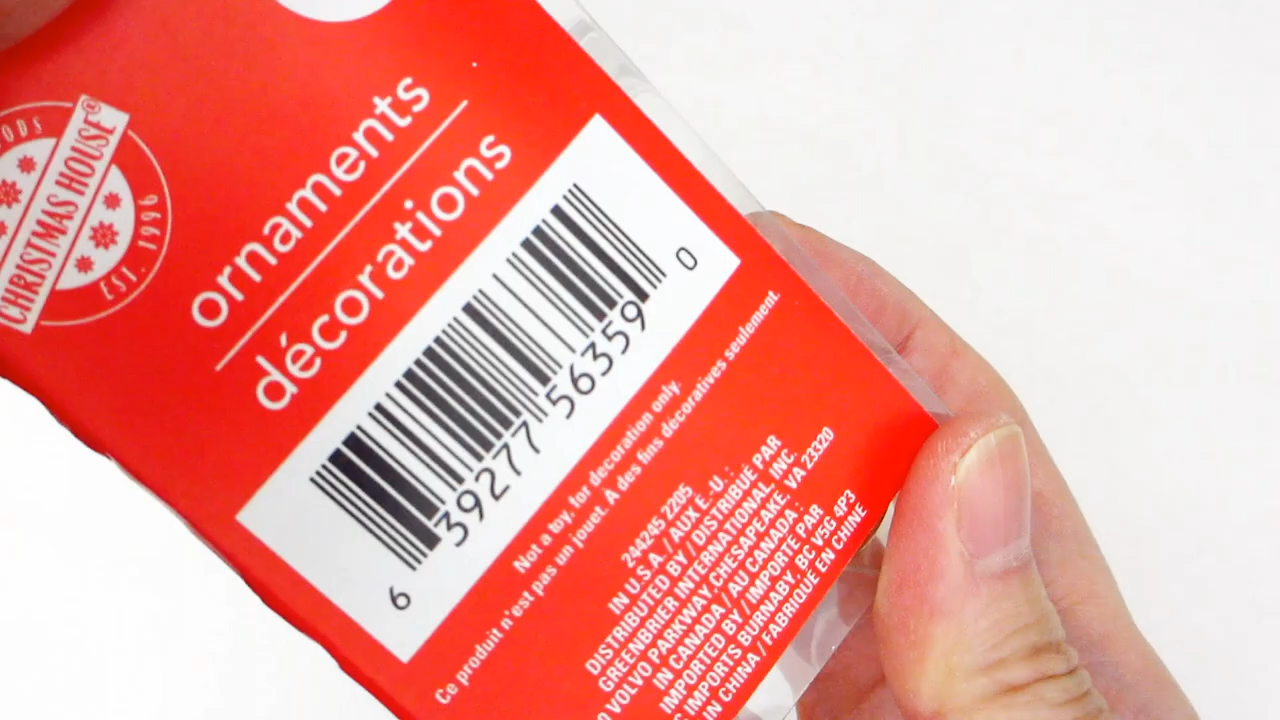 CHRISTMAS HOUSE®
EST. 1996
ornaments
décorations
6 39277 56359 0
Not a toy, for decoration only.
Ce produit n'est pas un jouet. À des fins décoratives seulement.
244245 2205
IN U.S.A. / AUX É.-U. :
DISTRIBUTED BY / DISTRIBUÉ PAR
GREENBRIER INTERNATIONAL, INC.
VOLVO PARKWAY, CHESAPEAKE, VA 23320
IN CANADA / AU CANADA :
IMPORTED BY / IMPORTÉ PAR
IMPORTS BURNABY, BC V5G 4P3
IN CHINA / FABRIQUÉ EN CHINE